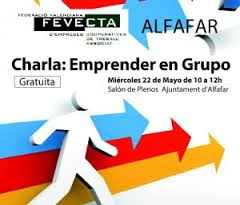 FEDERACIÓ VALENCIANA
FEVECTA
D'EMPRESES COOPERATIVES
DE TREBALL
ASSOCIAT
ALFAFAR
Charla: Emprender en Grupo
Gratuita
Miércoles 22 de Mayo de 10 a 12h
Salón de Plenos Ajuntament d'Alfafar